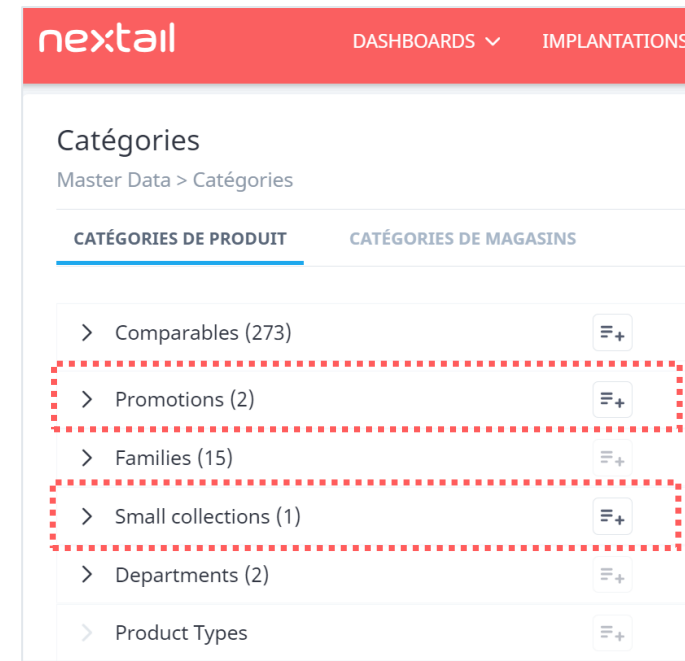 nextail
DASHBOARDS IMPLANTATIONS
Catégories
Master Data > Catégories
CATÉGORIES DE PRODUIT CATÉGORIES DE MAGASINS
Comparables (273)
Promotions (2)
Families (15)
Small collections (1)
Departments (2)
Product Types